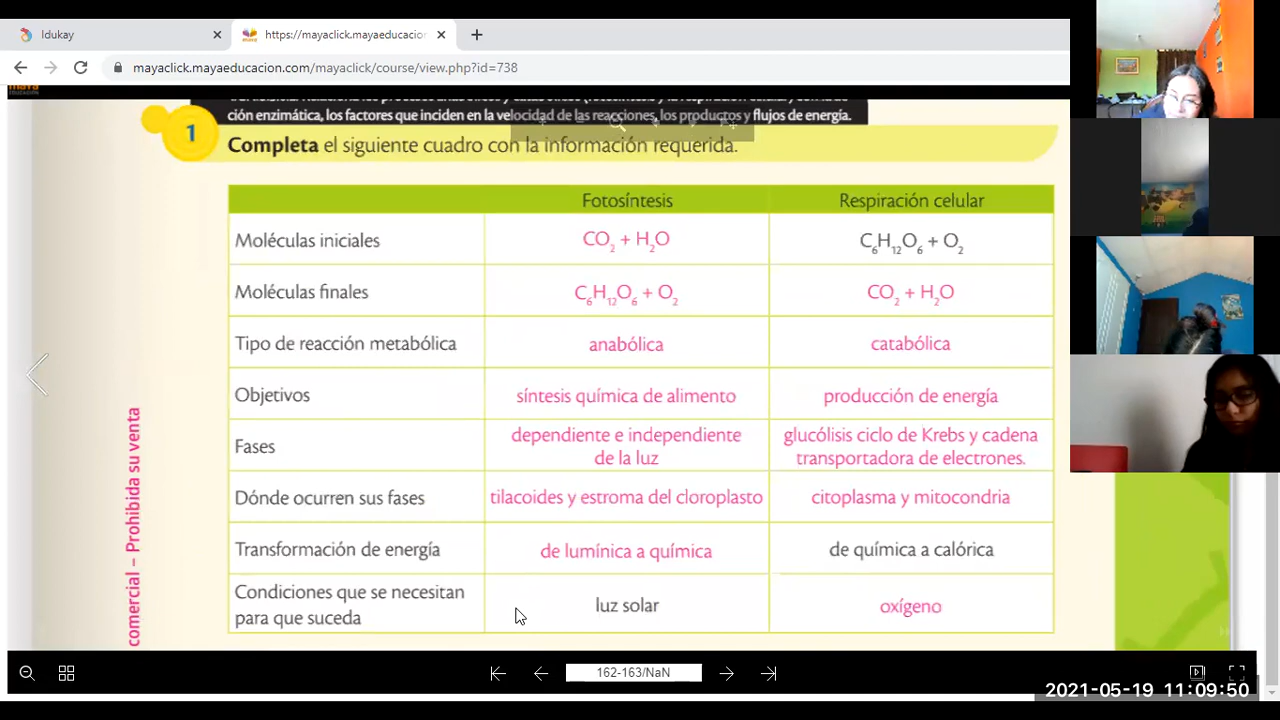 Idukay
https://mayaclick.mayaeducacion
mayaclick.mayaeducacion.com/mayaclick/course/view.php?id=738
ción enzimática, los factores que inciden en la velocidad de las reacciones, los productos y flujos de energía.
1
Completa el siguiente cuadro con la información requerida.
Fotosíntesis Respiración celular
Moléculas iniciales CO₂ + H₂O C₆H₁₂O₆ + O₂
Moléculas finales C₆H₁₂O₆ + O₂ CO₂ + H₂O
Tipo de reacción metabólica anabólica catabólica
Objetivos síntesis química de alimento producción de energía
Fases dependiente e independiente de la luz glucólisis ciclo de Krebs y cadena transportadora de electrones.
Dónde ocurren sus fases tilacoides y estroma del cloroplasto citoplasma y mitocondria
Transformación de energía de lumínica a química de química a calórica
Condiciones que se necesitan para que suceda luz solar oxígeno
comercial – Prohibida su venta
162-163/NaN
2021-05-19 11:09:50